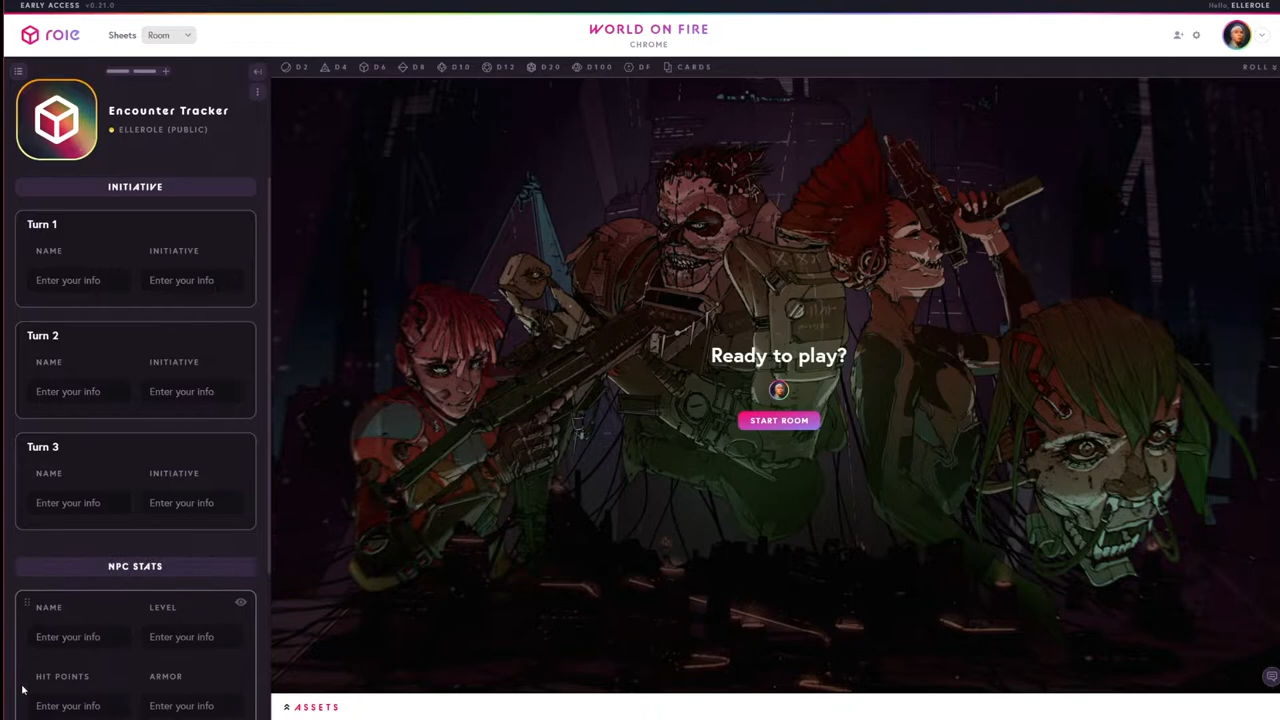 EARLY ACCESS v0.21.0
Hello, ELLEROLE
role
Sheets
Room
WORLD ON FIRE
CHROME
D2 D4 D6 D8 D10 D12 D20 D100 DF CARDS
ROLL
Encounter Tracker
ELLEROLE (PUBLIC)
INITIATIVE
Turn 1
NAME INITIATIVE
Enter your info Enter your info
Turn 2
NAME INITIATIVE
Enter your info Enter your info
Turn 3
NAME INITIATIVE
Enter your info Enter your info
NPC STATS
NAME LEVEL
Enter your info Enter your info
HIT POINTS ARMOR
Enter your info Enter your info
Ready to play?
START ROOM
ASSETS